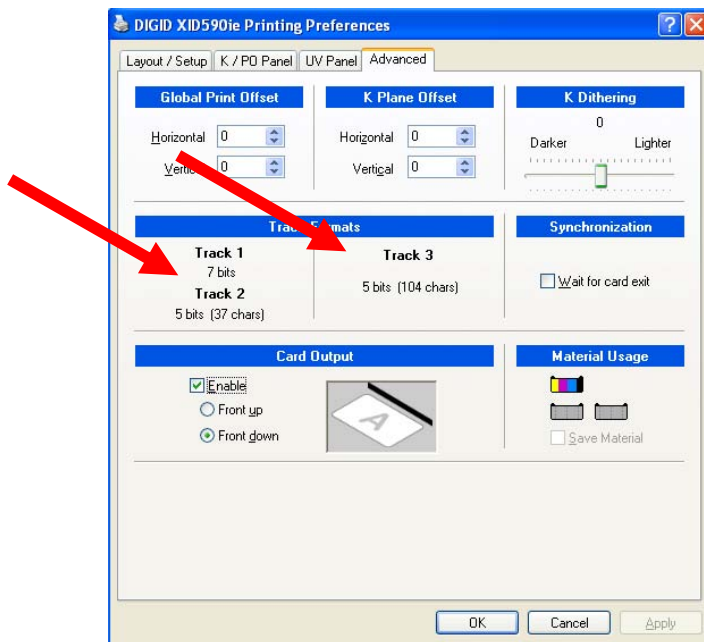 DIGID XID590ie Printing Preferences
Layout / Setup K / PO Panel UV Panel Advanced
Global Print Offset K Plane Offset K Dithering
Horizontal 0 Horizontal 0 0
Darker Lighter
Vertical 0 Vertical 0
Track Formats Synchronization
Track 1 Track 3
7 bits
5 bits (104 chars) Wait for card exit
Track 2
5 bits (37 chars)
Card Output Material Usage
Enable
Front up
Front down Save Material
A
OK Cancel Apply